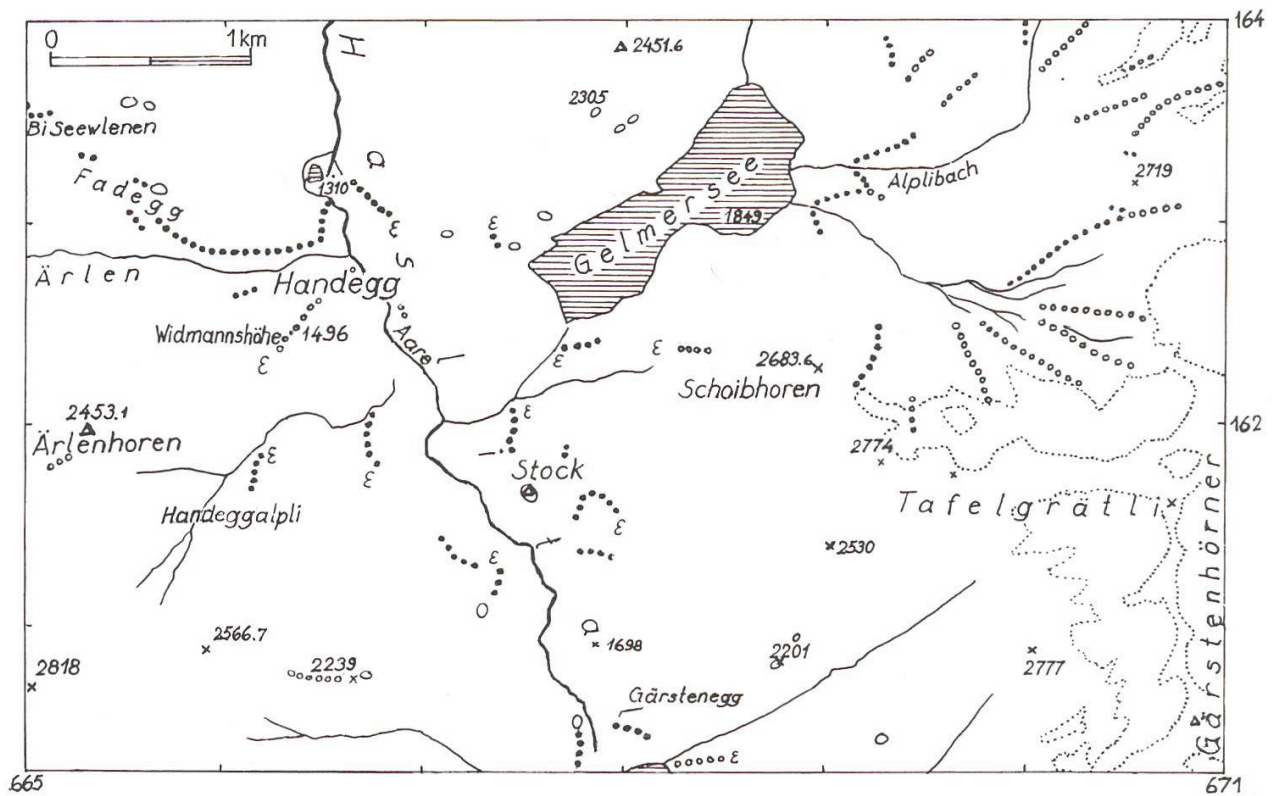 164
0 1km
2451.6
2305
Bi Seewlenen
Fadegg
1310
Haslital
Gelmersee
1849
Alplibach
2719
Ärlen
Handegg
Aare
Widmannshöhe 1496
ε
ε
ε
ε
ε
2683.6
Schoibhoren
2453.1
Ärlenhoren
ε
ε
ε
162
2774
Stock
Handeggalpli
ε
Tafelgrätli
Gärstenhörner
2530
ε
2566.7
2818
2239
1698
2201
2777
Gärstenegg
ε
665
671